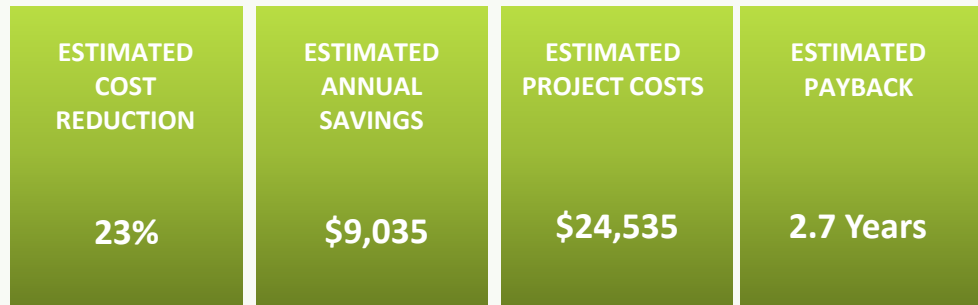 ESTIMATED
COST
REDUCTION
23%
ESTIMATED
ANNUAL
SAVINGS
$9,035
ESTIMATED
PROJECT COSTS
$24,535
ESTIMATED
PAYBACK
2.7 Years